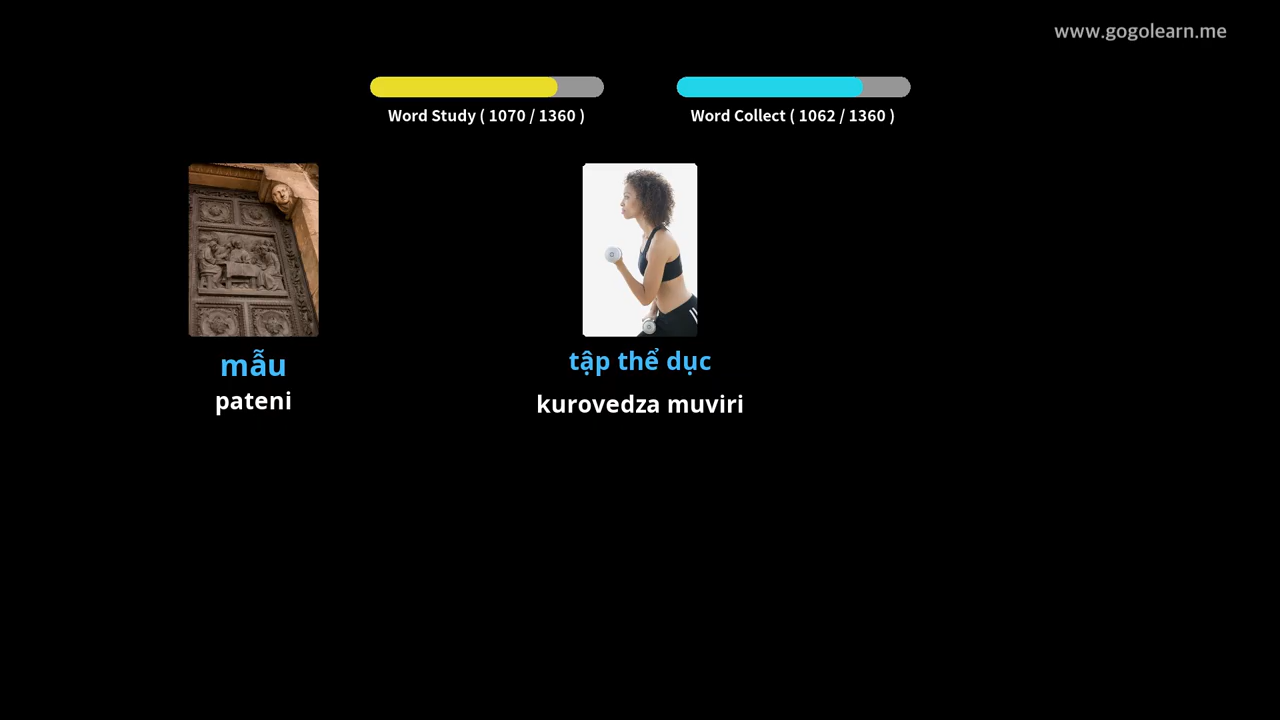 www.gogolearn.me
Word Study ( 1070 / 1360 )
Word Collect ( 1062 / 1360 )
mẫu
pateni
tập thể dục
kurovedza muviri